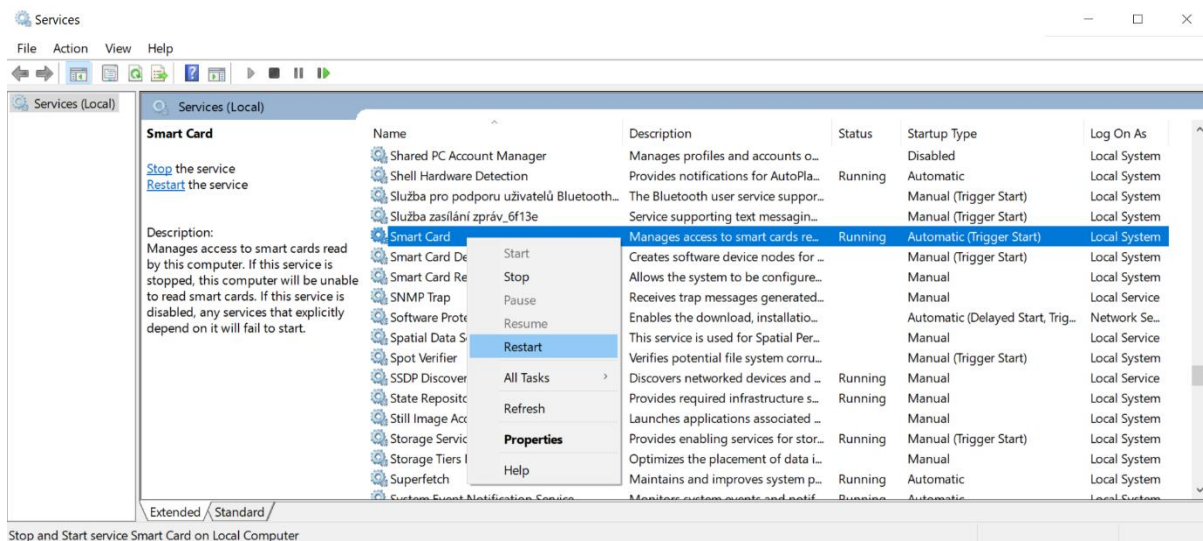 Services
File Action View Help
Services (Local)
Services (Local)
Smart Card
Stop the service
Restart the service
Description:
Manages access to smart cards read
by this computer. If this service is
stopped, this computer will be unable
to read smart cards. If this service is
disabled, any services that explicitly
depend on it will fail to start.
Name Description Status Startup Type Log On As
Shared PC Account Manager Manages profiles and accounts o... Disabled Local System
Shell Hardware Detection Provides notifications for AutoPla... Running Automatic Local System
Služba pro podporu uživatelů Bluetooth... The Bluetooth user service suppor... Manual (Trigger Start) Local System
Služba zasílání zpráv_6f13e Service supporting text messagin... Manual (Trigger Start) Local System
Smart Card Manages access to smart cards re... Running Automatic (Trigger Start) Local System
Smart Card De Creates software device nodes for ... Manual (Trigger Start) Local System
Smart Card Re Allows the system to be configure... Manual Local System
SNMP Trap Receives trap messages generated... Manual Local Service
Software Prote Enables the download, installatio... Automatic (Delayed Start, Trig... Network Se...
Spatial Data S This service is used for Spatial Per... Manual Local Service
Spot Verifier Verifies potential file system corru... Manual (Trigger Start) Local System
SSDP Discover Discovers networked devices and ... Running Manual Local Service
State Reposito Provides required infrastructure s... Running Manual Local System
Still Image Acc Launches applications associated ... Manual Local System
Storage Servic Provides enabling services for stor... Running Manual (Trigger Start) Local System
Storage Tiers Optimizes the placement of data i... Manual Local System
Superfetch Maintains and improves system p... Running Automatic Local System
System Event Notification Service Monitors system events and notif Running Automatic Local System
Start
Stop
Pause
Resume
Restart
All Tasks
Refresh
Properties
Help
Extended Standard
Stop and Start service Smart Card on Local Computer